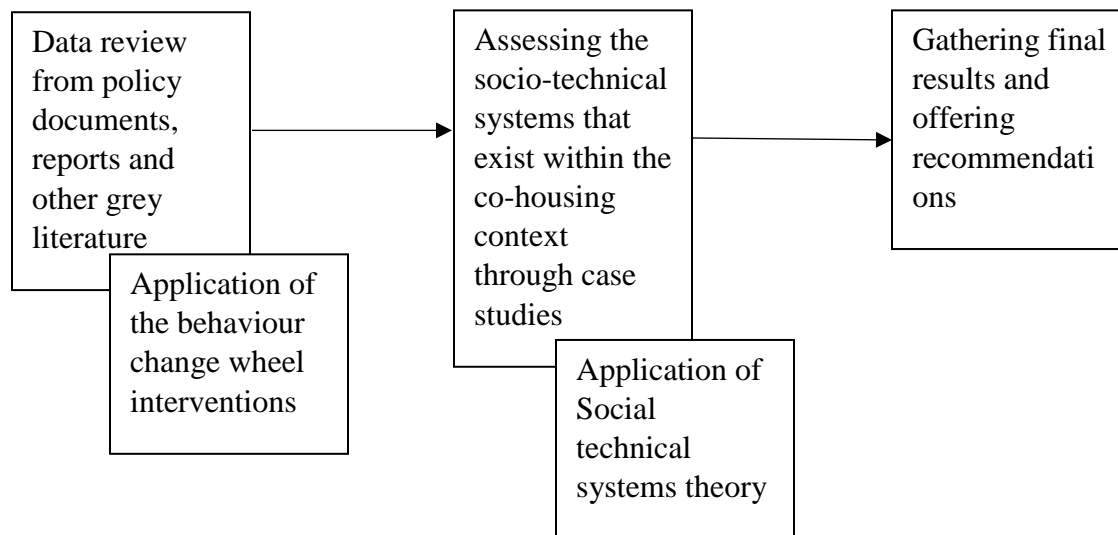 Data review
from policy
documents,
reports and
other grey
literature
Application of
the behaviour
change wheel
interventions
Assessing the
socio-technical
systems that
exist within the
co-housing
context
through case
studies
Application of
Social
technical
systems theory
Gathering final
results and
offering
recommendati
ons